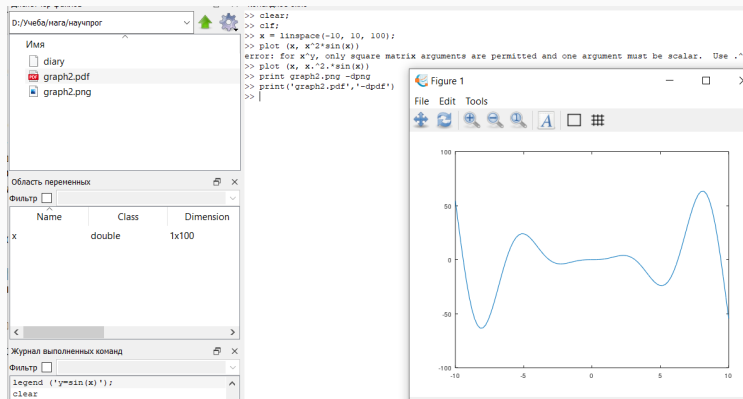 D:/Учеба/нага/научпрог
Имя
diary
graph2.pdf
graph2.png
Область переменных
Фильтр
Name Class Dimension
x double 1x100
Журнал выполненных команд
Фильтр
legend ('y=sin(x)');
clear
>> clear;
>> clf;
>> x = linspace(-10, 10, 100);
>> plot (x, x^2*sin(x))
error: for x^y, only square matrix arguments are permitted and one argument must be scalar. Use .^
>> plot (x, x.^2.*sin(x))
>> print graph2.png -dpng
>> print('graph2.pdf','-dpdf')
>>
Figure 1
File Edit Tools
A
100
50
0
-50
-100
-10 -5 0 5 10